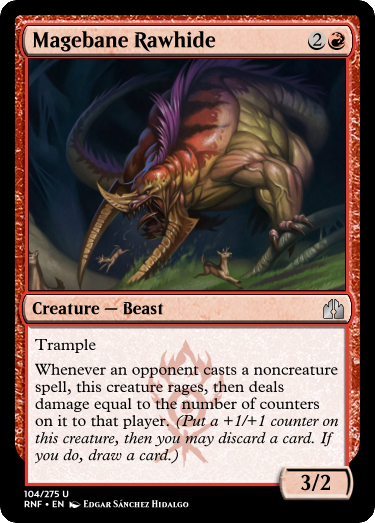 Magebane Rawhide 2
Creature — Beast
Trample
Whenever an opponent casts a noncreature
spell, this creature rages, then deals
damage equal to the number of counters
on it to that player. (Put a +1/+1 counter on
this creature, then you may discard a card. If
you do, draw a card.)
3/2
104/275 U
RNF • EN Edgar Sánchez Hidalgo